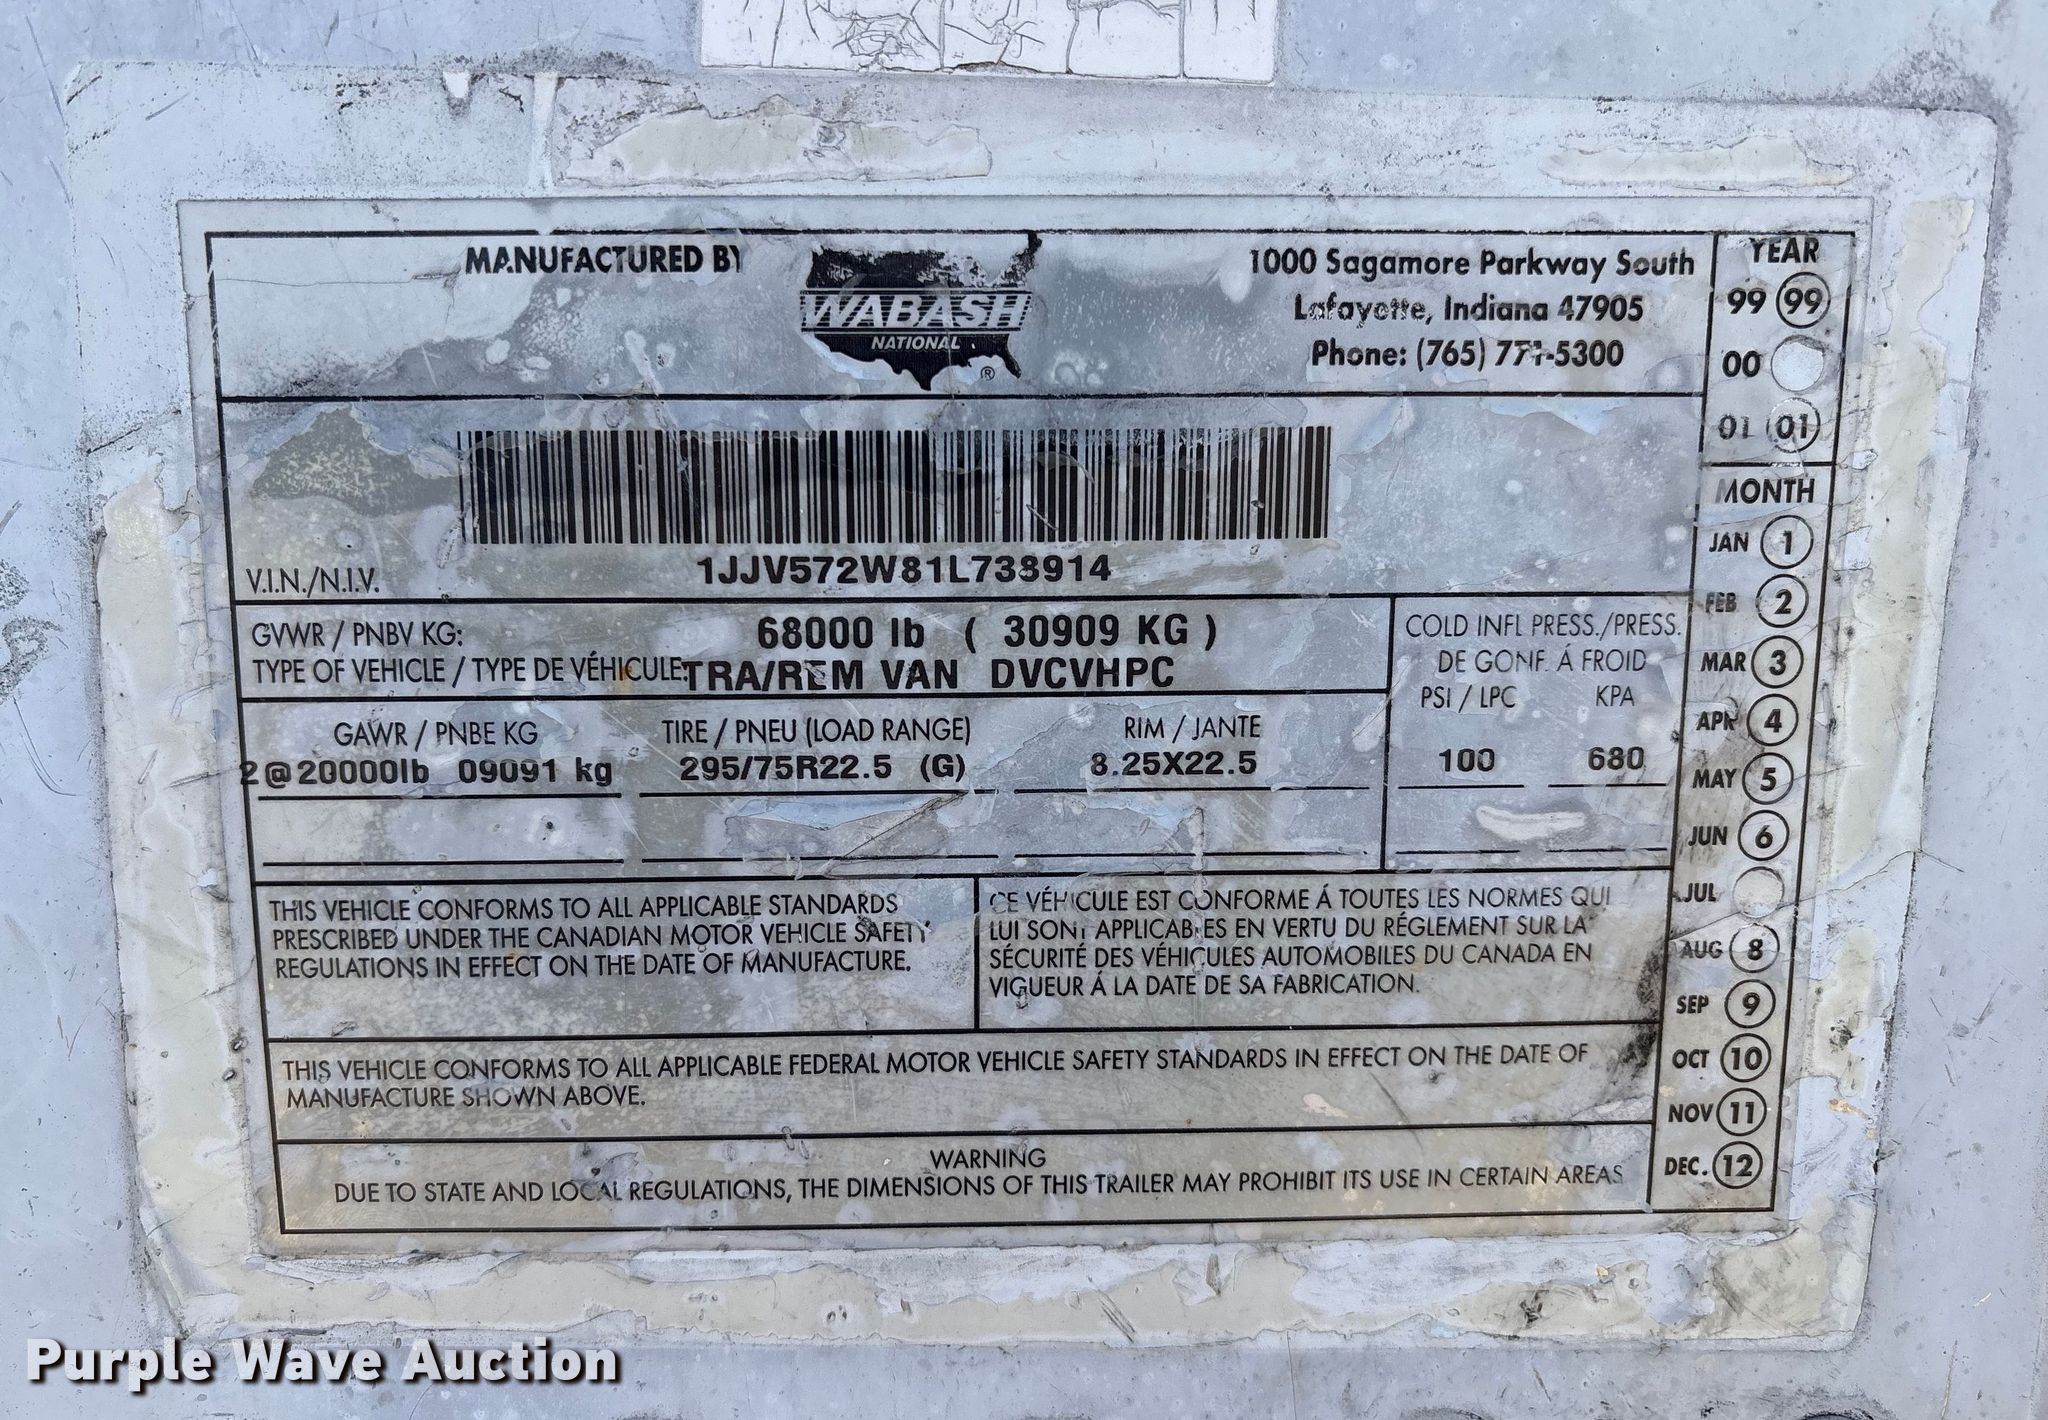 MANUFACTURED BY
WABASH
NATIONAL
®
1000 Sagamore Parkway South
Lafayette, Indiana 47905
Phone: (765) 771-5300
YEAR
99 99
00
01 01
MONTH
JAN 1
FEB 2
MAR 3
APR 4
MAY 5
JUN 6
JUL
AUG 8
SEP 9
OCT 10
NOV 11
DEC. 12
V.I.N./N.I.V. 1JJV572W81L738914
GVWR / PNBV KG: 68000 lb ( 30909 KG )
TYPE OF VEHICLE / TYPE DE VÉHICULE: TRA/REM VAN DVCVHPC
COLD INFL PRESS./PRESS.
DE GONF. Á FROID
PSI / LPC KPA
100 680
GAWR / PNBE KG TIRE / PNEU (LOAD RANGE) RIM / JANTE
2@20000lb 09091 kg 295/75R22.5 (G) 8.25X22.5
THIS VEHICLE CONFORMS TO ALL APPLICABLE STANDARDS
PRESCRIBED UNDER THE CANADIAN MOTOR VEHICLE SAFETY
REGULATIONS IN EFFECT ON THE DATE OF MANUFACTURE.
CE VÉHICULE EST CONFORME Á TOUTES LES NORMES QUI
LUI SONT APPLICABLES EN VERTU DU RÉGLEMENT SUR LA
SÉCURITÉ DES VÉHICULES AUTOMOBILES DU CANADA EN
VIGUEUR Á LA DATE DE SA FABRICATION.
THIS VEHICLE CONFORMS TO ALL APPLICABLE FEDERAL MOTOR VEHICLE SAFETY STANDARDS IN EFFECT ON THE DATE OF
MANUFACTURE SHOWN ABOVE.
WARNING
DUE TO STATE AND LOCAL REGULATIONS, THE DIMENSIONS OF THIS TRAILER MAY PROHIBIT ITS USE IN CERTAIN AREAS
Purple Wave Auction